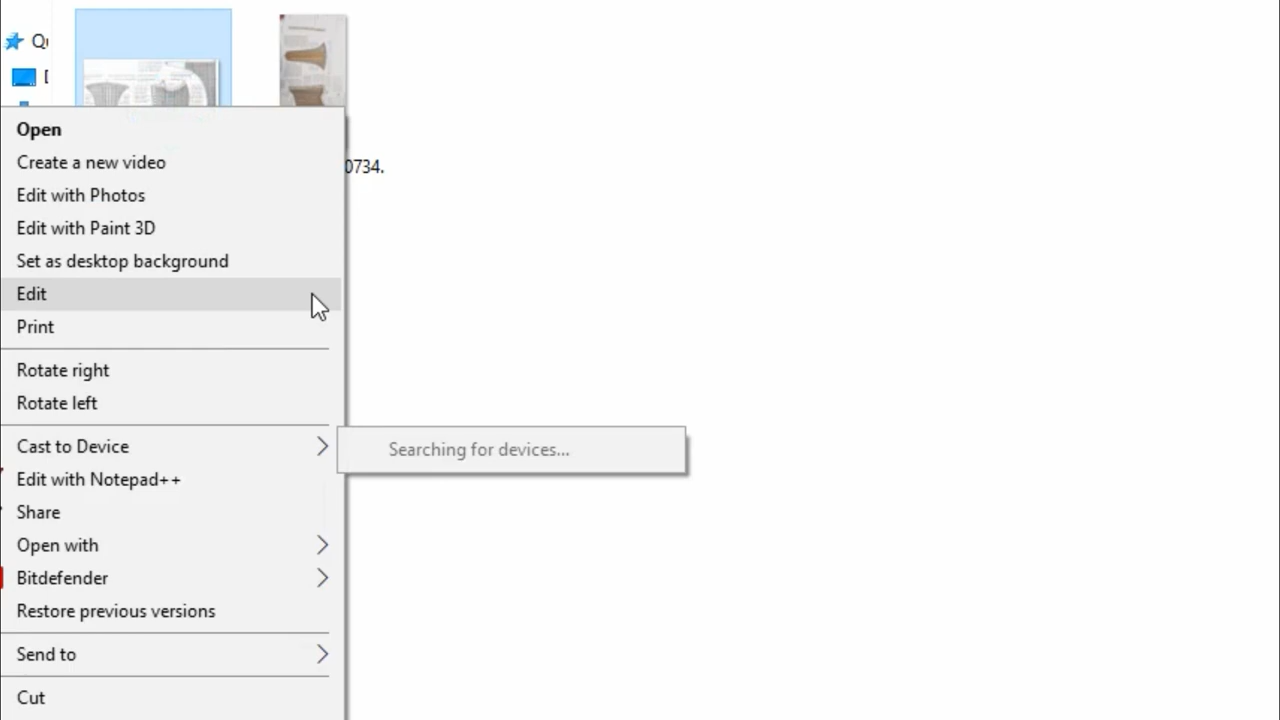 Qu
D
0734.
Open
Create a new video
Edit with Photos
Edit with Paint 3D
Set as desktop background
Edit
Print
Rotate right
Rotate left
Cast to Device
Searching for devices...
Edit with Notepad++
Share
Open with
Bitdefender
Restore previous versions
Send to
Cut